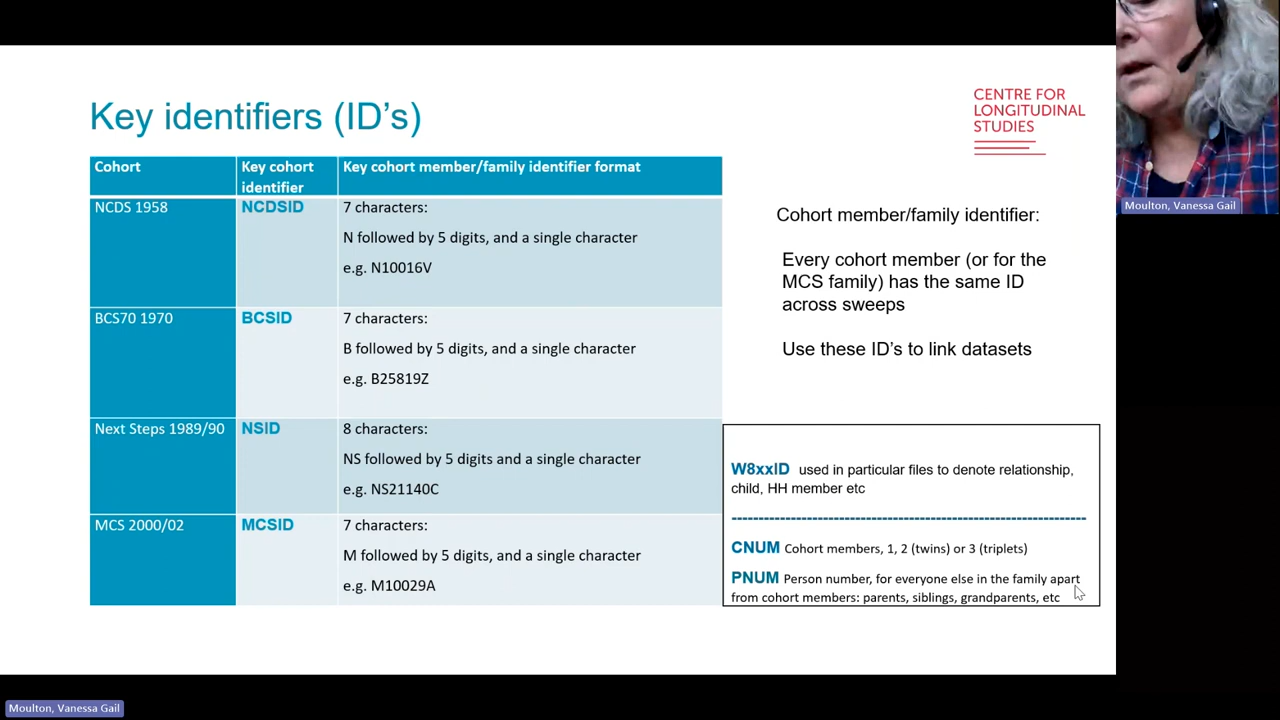 Key identifiers (ID's)
CENTRE FOR
LONGITUDINAL
STUDIES
Cohort
Key cohort
identifier
Key cohort member/family identifier format
NCDS 1958
NCDSID
7 characters:
N followed by 5 digits, and a single character
e.g. N10016V
BCS70 1970
BCSID
7 characters:
B followed by 5 digits, and a single character
e.g. B25819Z
Next Steps 1989/90
NSID
8 characters:
NS followed by 5 digits and a single character
e.g. NS21140C
MCS 2000/02
MCSID
7 characters:
M followed by 5 digits, and a single character
e.g. M10029A
Cohort member/family identifier:
Every cohort member (or for the
MCS family) has the same ID
across sweeps
Use these ID's to link datasets
W8xxID used in particular files to denote relationship,
child, HH member etc
CNUM Cohort members, 1, 2 (twins) or 3 (triplets)
PNUM Person number, for everyone else in the family apart
from cohort members: parents, siblings, grandparents, etc
Moulton, Vanessa Gail
Moulton, Vanessa Gail